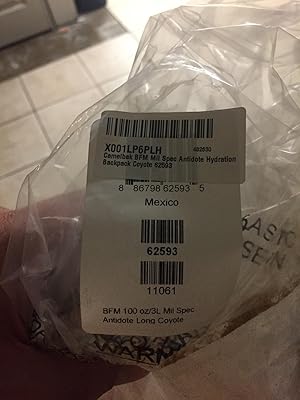 X001LP6PLH
482650
Camelbak BFM Mil Spec Antidote Hydration
Backpack Coyote 62593
8 86798 62593 5
Mexico
62593
11061
BFM 100 oz/3L Mil Spec
Antidote Long Coyote